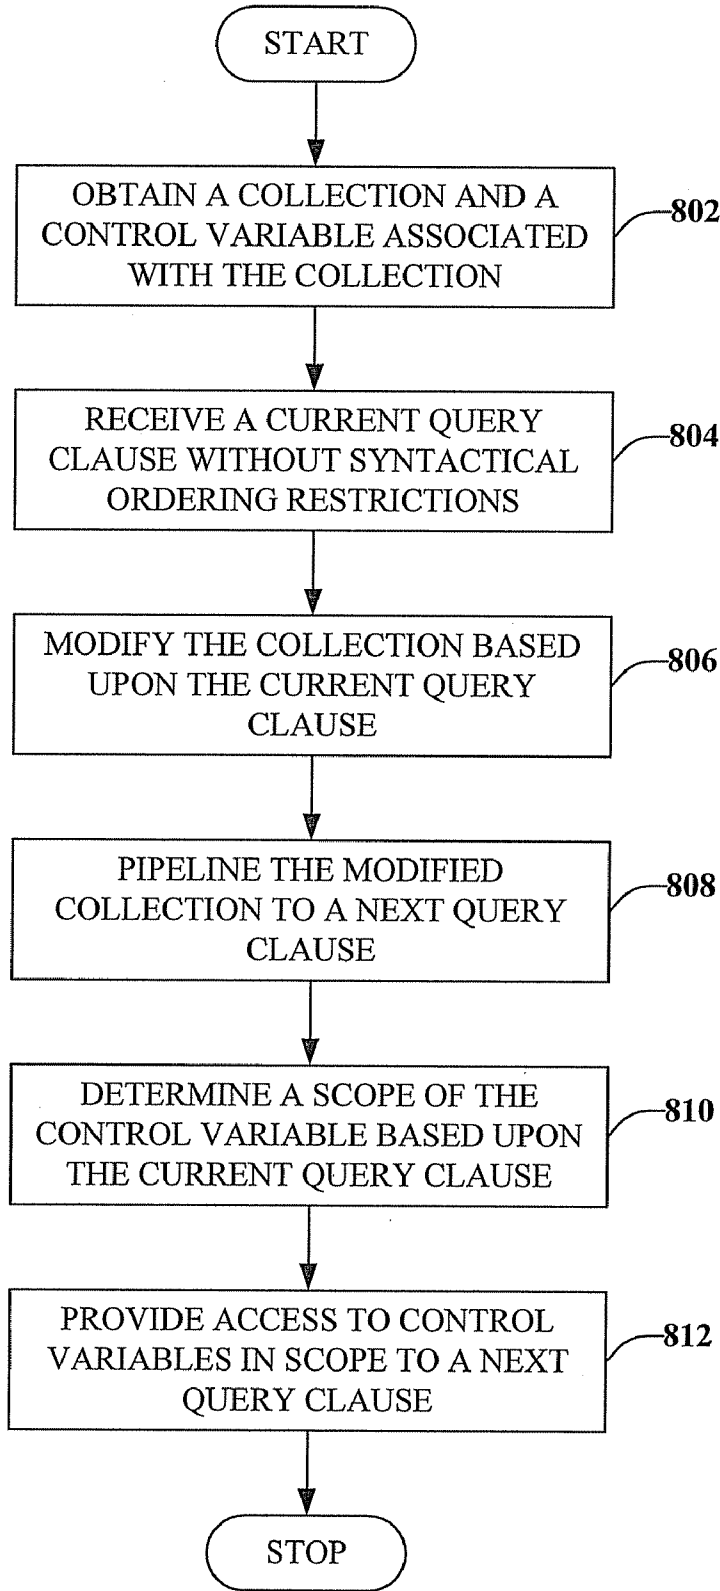 START
OBTAIN A COLLECTION AND A
CONTROL VARIABLE ASSOCIATED
WITH THE COLLECTION
802
RECEIVE A CURRENT QUERY
CLAUSE WITHOUT SYNTACTICAL
ORDERING RESTRICTIONS
804
MODIFY THE COLLECTION BASED
UPON THE CURRENT QUERY
CLAUSE
806
PIPELINE THE MODIFIED
COLLECTION TO A NEXT QUERY
CLAUSE
808
DETERMINE A SCOPE OF THE
CONTROL VARIABLE BASED UPON
THE CURRENT QUERY CLAUSE
810
PROVIDE ACCESS TO CONTROL
VARIABLES IN SCOPE TO A NEXT
QUERY CLAUSE
812
STOP